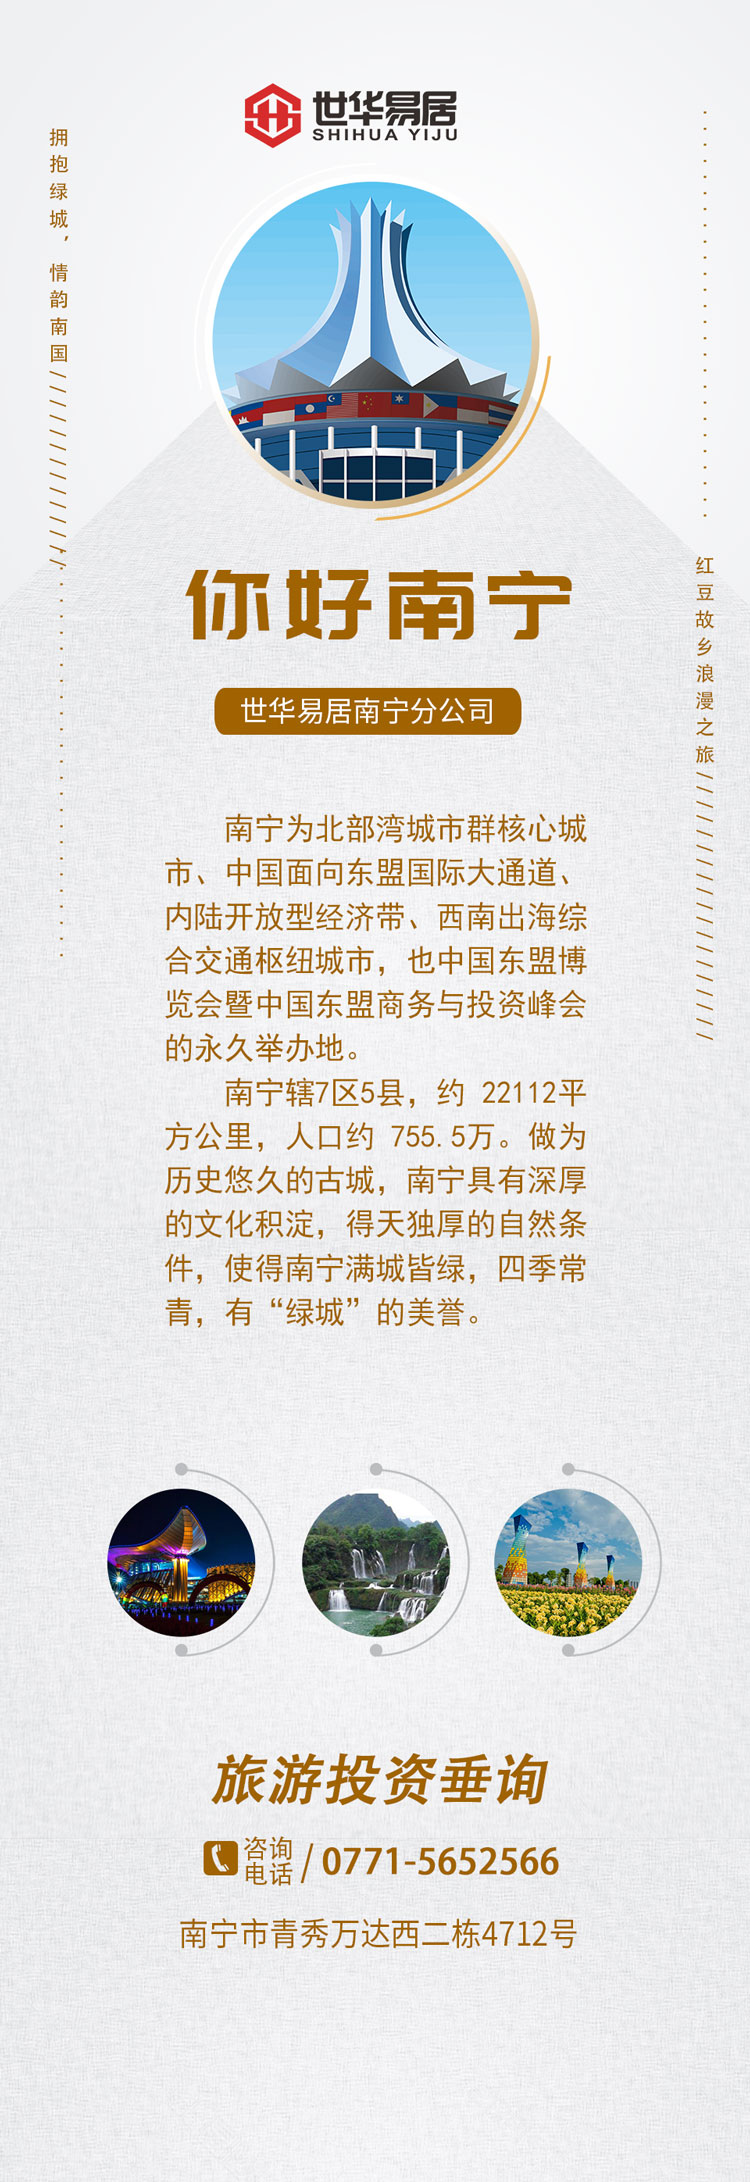 世华易居
SHIHUA YIJU
拥抱绿城，情韵南国
红豆故乡浪漫之旅
你好南宁
世华易居南宁分公司
南宁为北部湾城市群核心城
市、中国面向东盟国际大通道、
内陆开放型经济带、西南出海综
合交通枢纽城市，也中国东盟博
览会暨中国东盟商务与投资峰会
的永久举办地。
南宁辖7区5县，约 22112平
方公里，人口约 755.5万。做为
历史悠久的古城，南宁具有深厚
的文化积淀，得天独厚的自然条
件，使得南宁满城皆绿，四季常
青，有“绿城”的美誉。
旅游投资垂询
咨询
电话 / 0771-5652566
南宁市青秀万达西二栋4712号